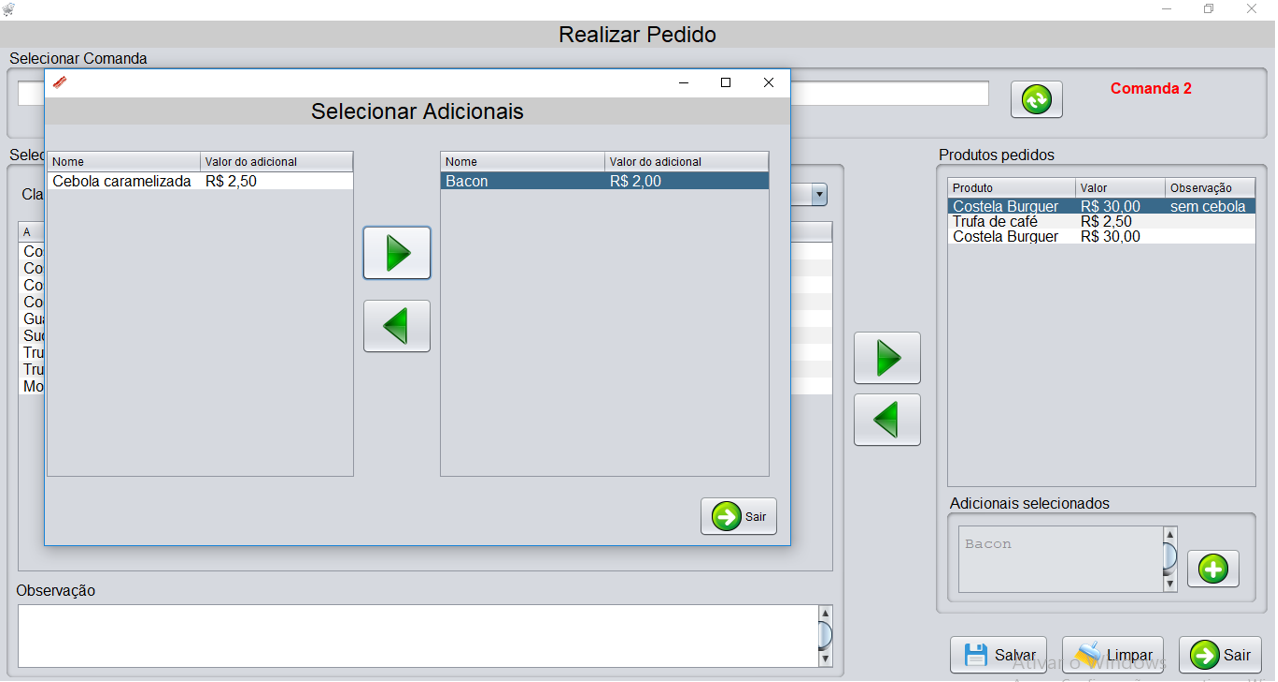 Realizar Pedido
Selecionar Comanda
Comanda 2
Selecionar Adicionais
Nome Valor do adicional
Cebola caramelizada R$ 2,50
Nome Valor do adicional
Bacon R$ 2,00
Selec
Cla
A
Co
Co
Co
Co
Gua
Suc
Tru
Tru
Mo
Sair
Observação
Produtos pedidos
Produto Valor Observação
Costela Burguer R$ 30,00 sem cebola
Trufa de café R$ 2,50
Costela Burguer R$ 30,00
Adicionais selecionados
Bacon
Salvar Limpar Sair
Ativar o Windows